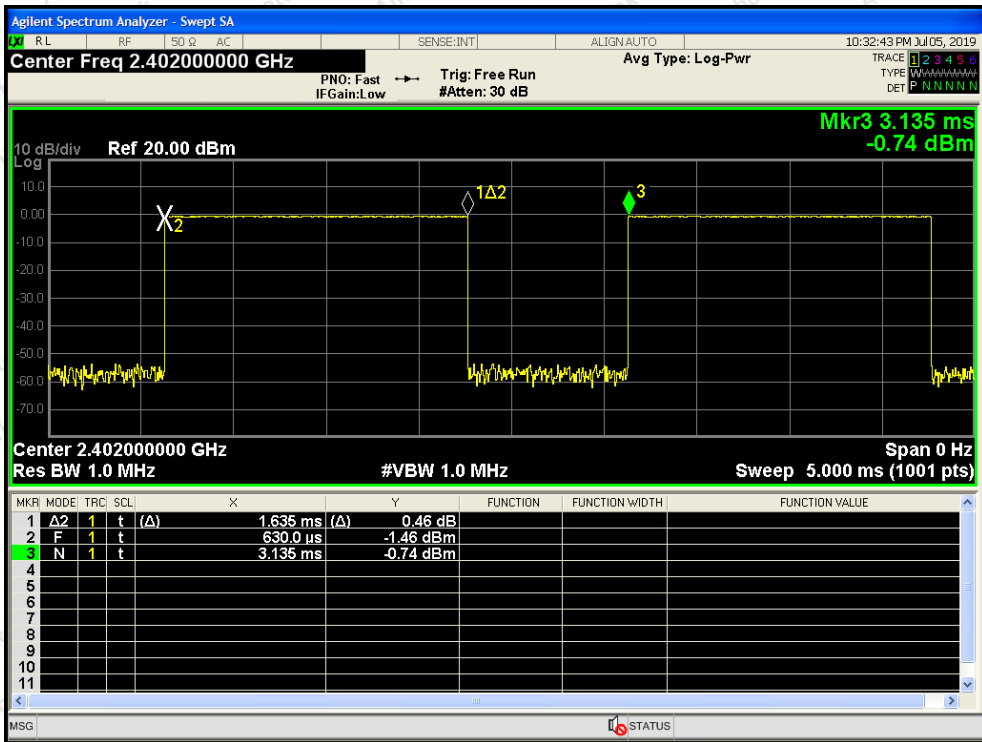 Agilent Spectrum Analyzer - Swept SA
LXI RL RF 50 Ω AC SENSE:INT ALIGN AUTO 10:32:43 PM Jul 05, 2019
Center Freq 2.402000000 GHz Avg Type: Log-Pwr TRACE 1 2 3 4 5 6
PNO: Fast Trig: Free Run TYPE W
IFGain:Low #Atten: 30 dB DET P N N N N N
Mkr3 3.135 ms
10 dB/div Ref 20.00 dBm -0.74 dBm
Log
10.0
1Δ2 3
0.00
X2
-10.0
-20.0
-30.0
-40.0
-50.0
-60.0
-70.0
Center 2.402000000 GHz Span 0 Hz
Res BW 1.0 MHz #VBW 1.0 MHz Sweep 5.000 ms (1001 pts)
MKR MODE TRC SCL X Y FUNCTION FUNCTION WIDTH FUNCTION VALUE
1 Δ2 1 t (Δ) 1.635 ms (Δ) 0.46 dB
2 F 1 t 630.0 µs -1.46 dBm
3 N 1 t 3.135 ms -0.74 dBm
4
5
6
7
8
9
10
11
MSG STATUS